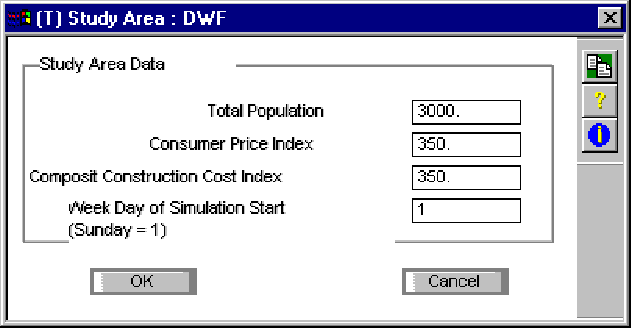 (T) Study Area : DWF
Study Area Data
Total Population 3000.
Consumer Price Index 350.
Composit Construction Cost Index 350.
Week Day of Simulation Start 1
(Sunday = 1)
OK Cancel
?
i